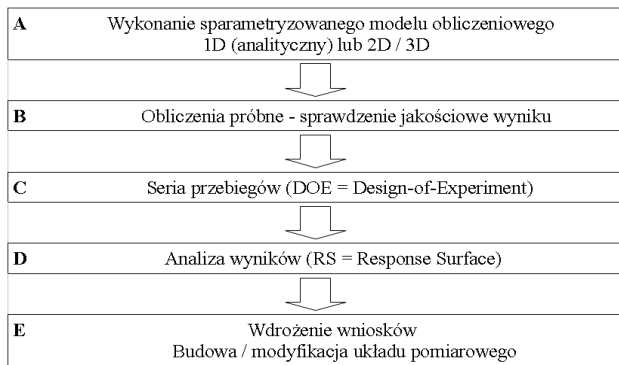 A Wykonanie sparametryzowanego modelu obliczeniowego
1D (analityczny) lub 2D / 3D
B Obliczenia próbne - sprawdzenie jakościowe wyniku
C Seria przebiegów (DOE = Design-of-Experiment)
D Analiza wyników (RS = Response Surface)
E Wdrożenie wniosków
Budowa / modyfikacja układu pomiarowego